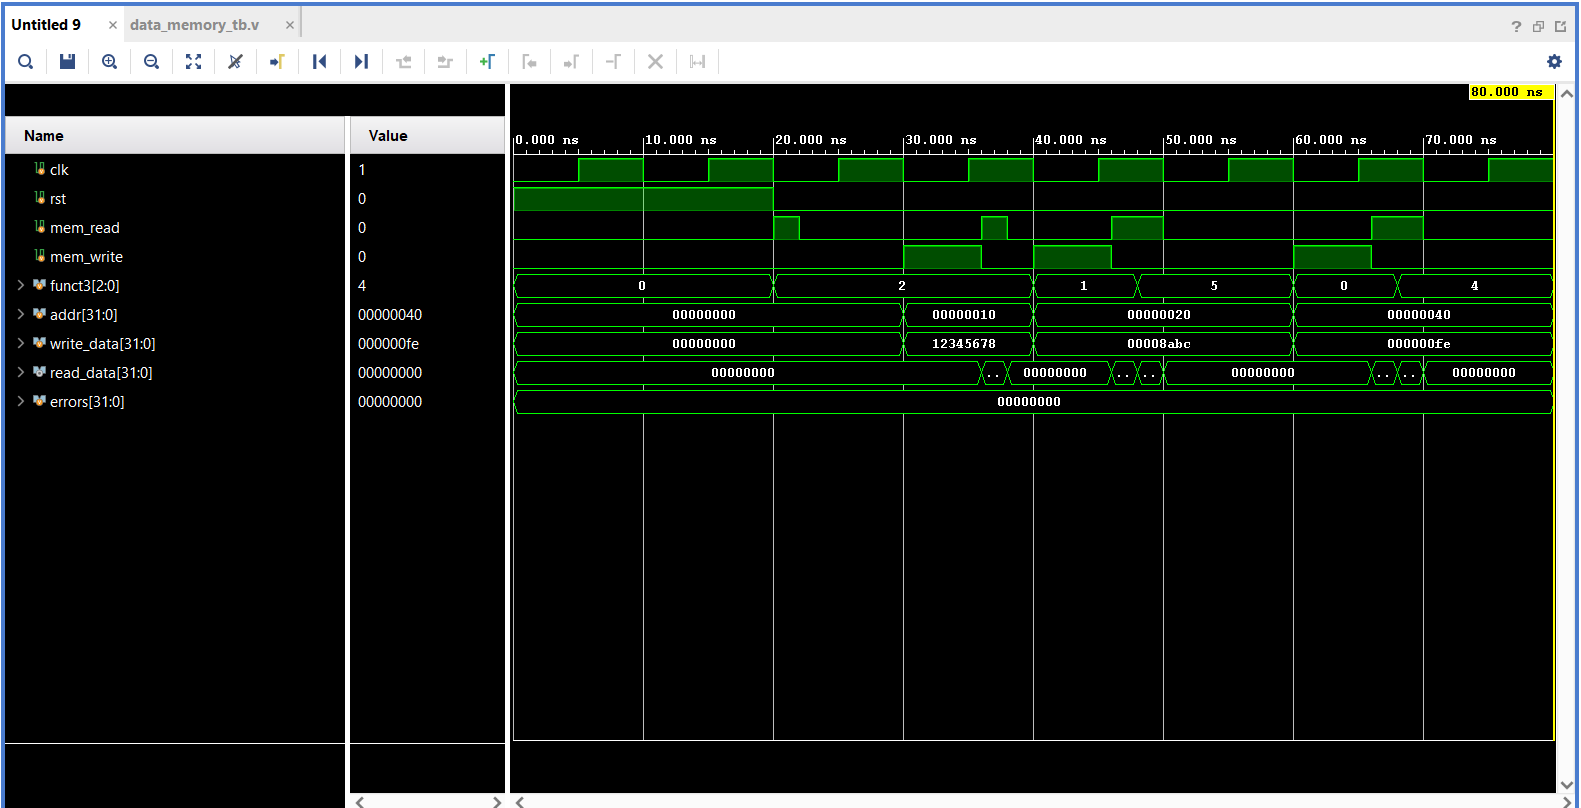 Untitled 9 × data_memory_tb.v × ?
80.000 ns
Name Value
0.000 ns 10.000 ns 20.000 ns 30.000 ns 40.000 ns 50.000 ns 60.000 ns 70.000 ns
clk 1
rst 0
mem_read 0
mem_write 0
funct3[2:0] 4 0 2 1 5 0 4
addr[31:0] 00000040 00000000 00000010 00000020 00000040
write_data[31:0] 000000fe 00000000 12345678 00008abc 000000fe
read_data[31:0] 00000000 00000000 .. 00000000 .. .. 00000000 .. .. 00000000
errors[31:0] 00000000 00000000